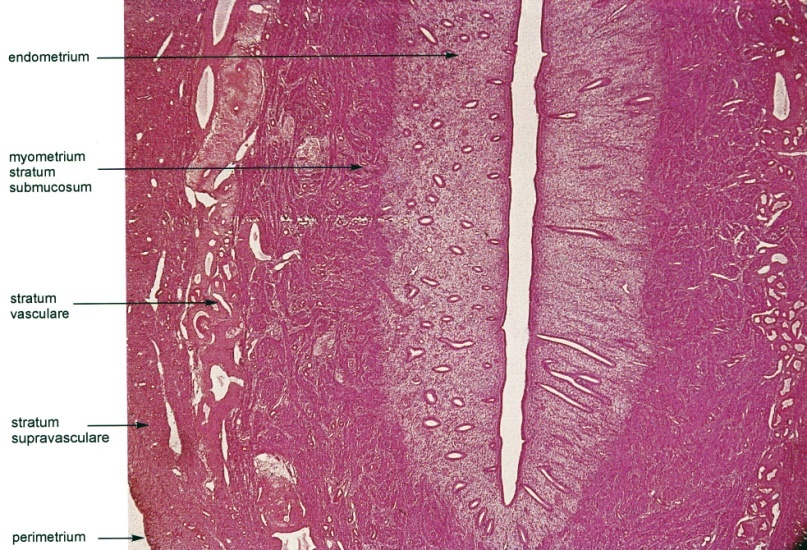 endometrium
myometrium
stratum
submucosum
stratum
vasculare
stratum
supravasculare
perimetrium